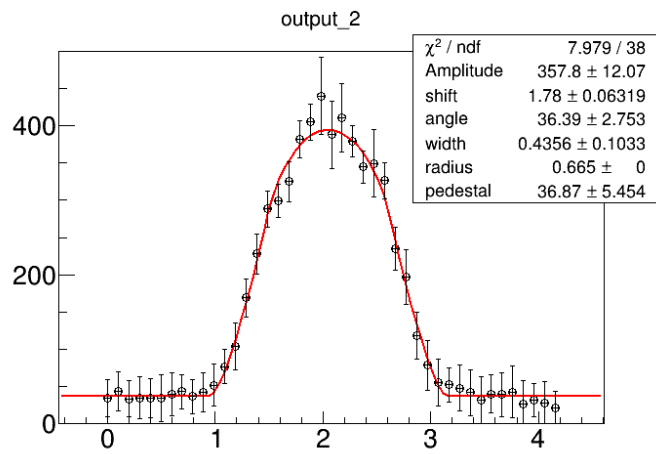 output_2
χ² / ndf 7.979 / 38
Amplitude 357.8 ± 12.07
shift 1.78 ± 0.06319
angle 36.39 ± 2.753
width 0.4356 ± 0.1033
radius 0.665 ± 0
pedestal 36.87 ± 5.454
400
200
0
0 1 2 3 4